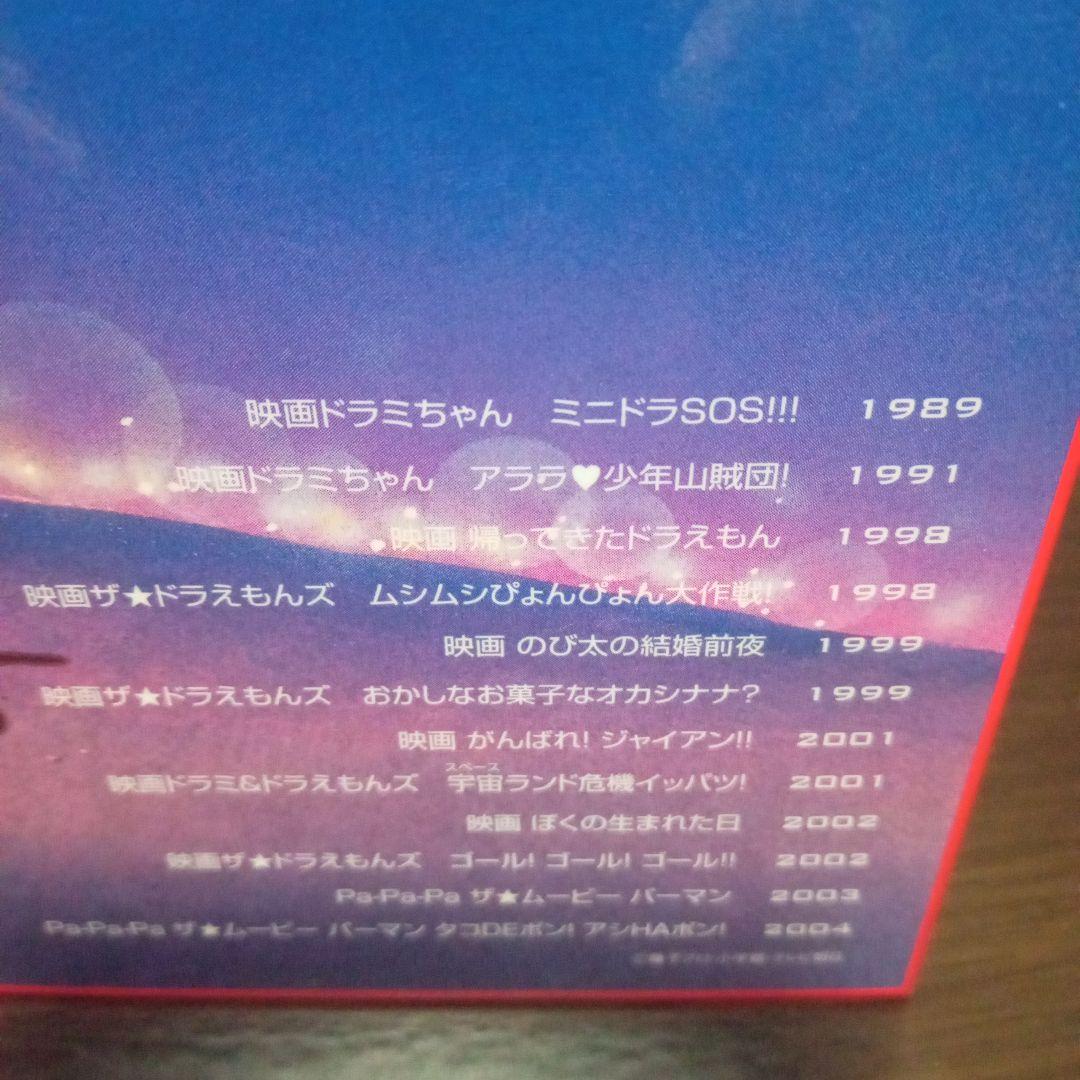 映画ドラミちゃん ミニドラSOS!!! 1989
映画ドラミちゃん アララ♥少年山賊団! 1991
映画 帰ってきたドラえもん 1998
映画ザ★ドラえもんズ ムシムシぴょんぴょん大作戦! 1998
映画 のび太の結婚前夜 1999
映画ザ★ドラえもんズ おかしなお菓子なオカシナナ? 1999
映画 がんばれ! ジャイアン!! 2001
スペース
映画ドラミ&ドラえもんズ 宇宙ランド危機イッパツ! 2001
映画 ぼくの生まれた日 2002
映画ザ★ドラえもんズ ゴール! ゴール! ゴール!! 2002
Pa-Pa-Pa ザ★ムービー パーマン 2003
Pa-Pa-Pa ザ★ムービー パーマン タコDEポン! アシHAポン! 2004